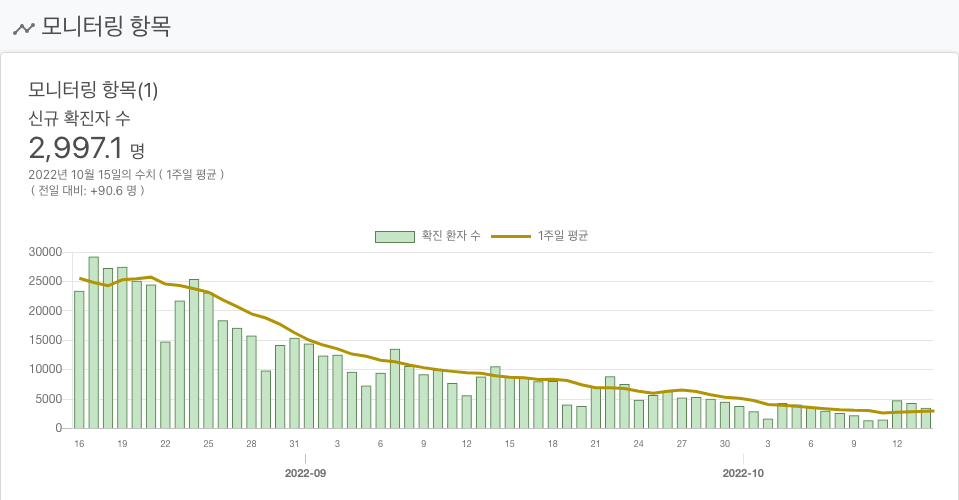 모니터링 항목
모니터링 항목(1)
신규 확진자 수
2,997.1 명
2022년 10월 15일의 수치 ( 1주일 평균 )
( 전일 대비: +90.6 명 )
확진 환자 수 1주일 평균
30000
25000
20000
15000
10000
5000
0
16 19 22 25 28 31 3 6 9 12 15 18 21 24 27 30 3 6 9 12
2022-09 2022-10